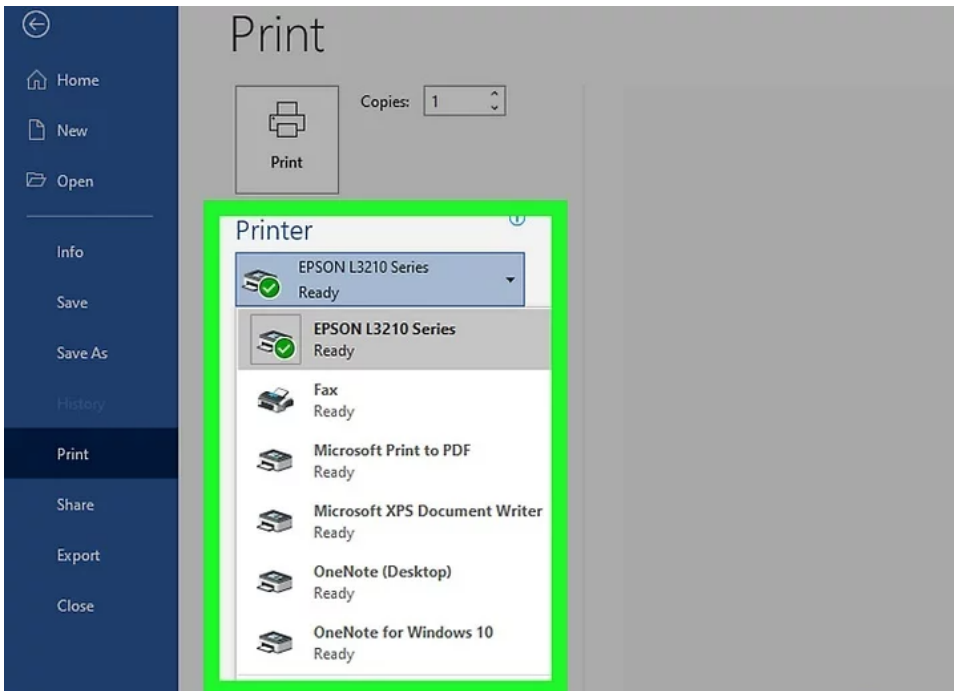 Print
Home
New
Open
Info
Save
Save As
History
Print
Share
Export
Close
Print
Copies: 1
Printer
EPSON L3210 Series
Ready
EPSON L3210 Series
Ready
Fax
Ready
Microsoft Print to PDF
Ready
Microsoft XPS Document Writer
Ready
OneNote (Desktop)
Ready
OneNote for Windows 10
Ready